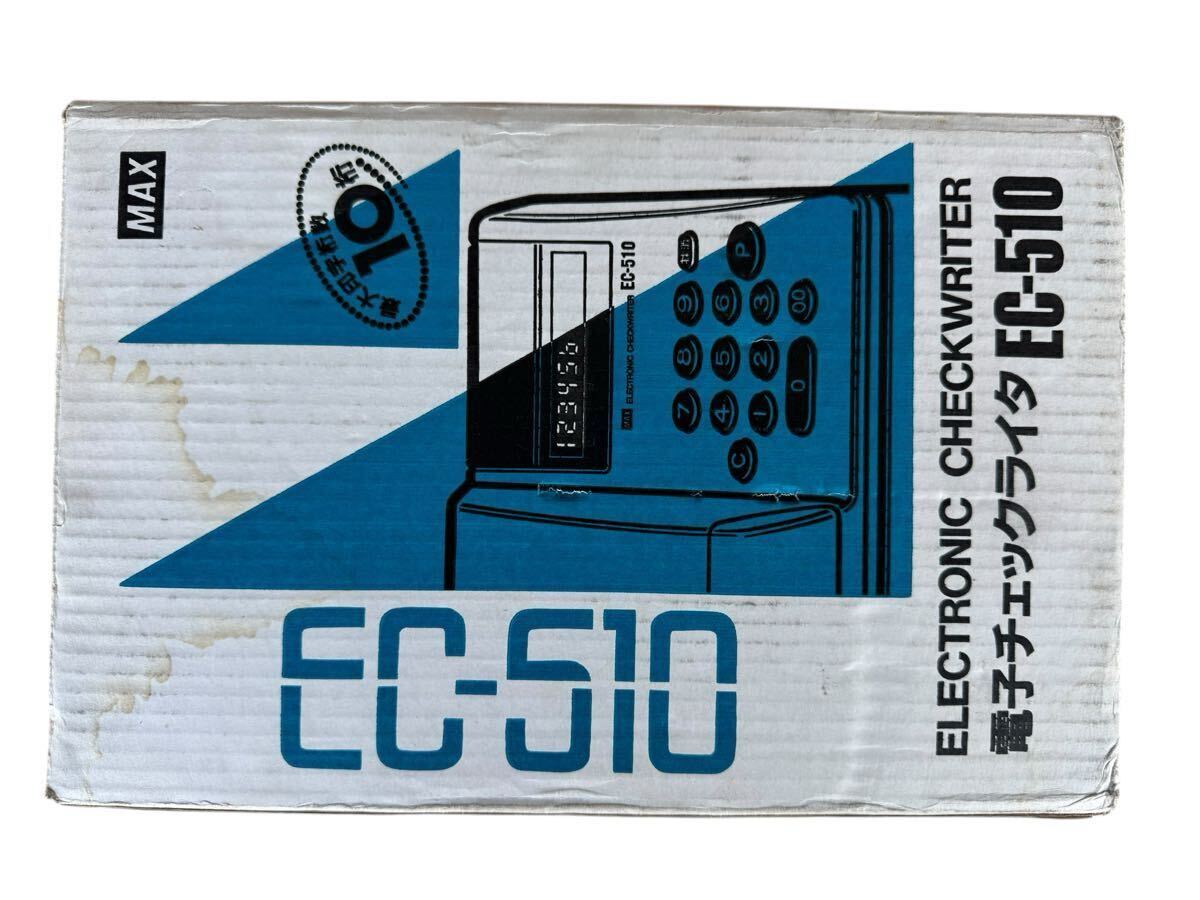 MAX
最大印字桁数
10桁
EC-510
MAX ELECTRONIC CHECKWRITER EC-510
123456
P
9 6 3 00
8 5 2 0
7 4 1
C
ELECTRONIC CHECKWRITER
電子チェックライタ EC-510